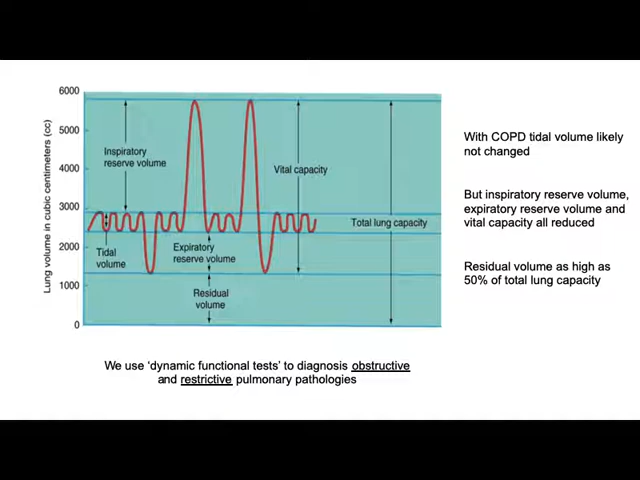 6000
5000
4000
3000
2000
1000
0
Lung volume in cubic centimeters (cc)
Inspiratory
reserve volume
Vital capacity
Total lung capacity
Tidal
volume
Expiratory
reserve volume
Residual
volume
With COPD tidal volume likely
not changed
But inspiratory reserve volume,
expiratory reserve volume and
vital capacity all reduced
Residual volume as high as
50% of total lung capacity
We use ‘dynamic functional tests’ to diagnosis obstructive
and restrictive pulmonary pathologies